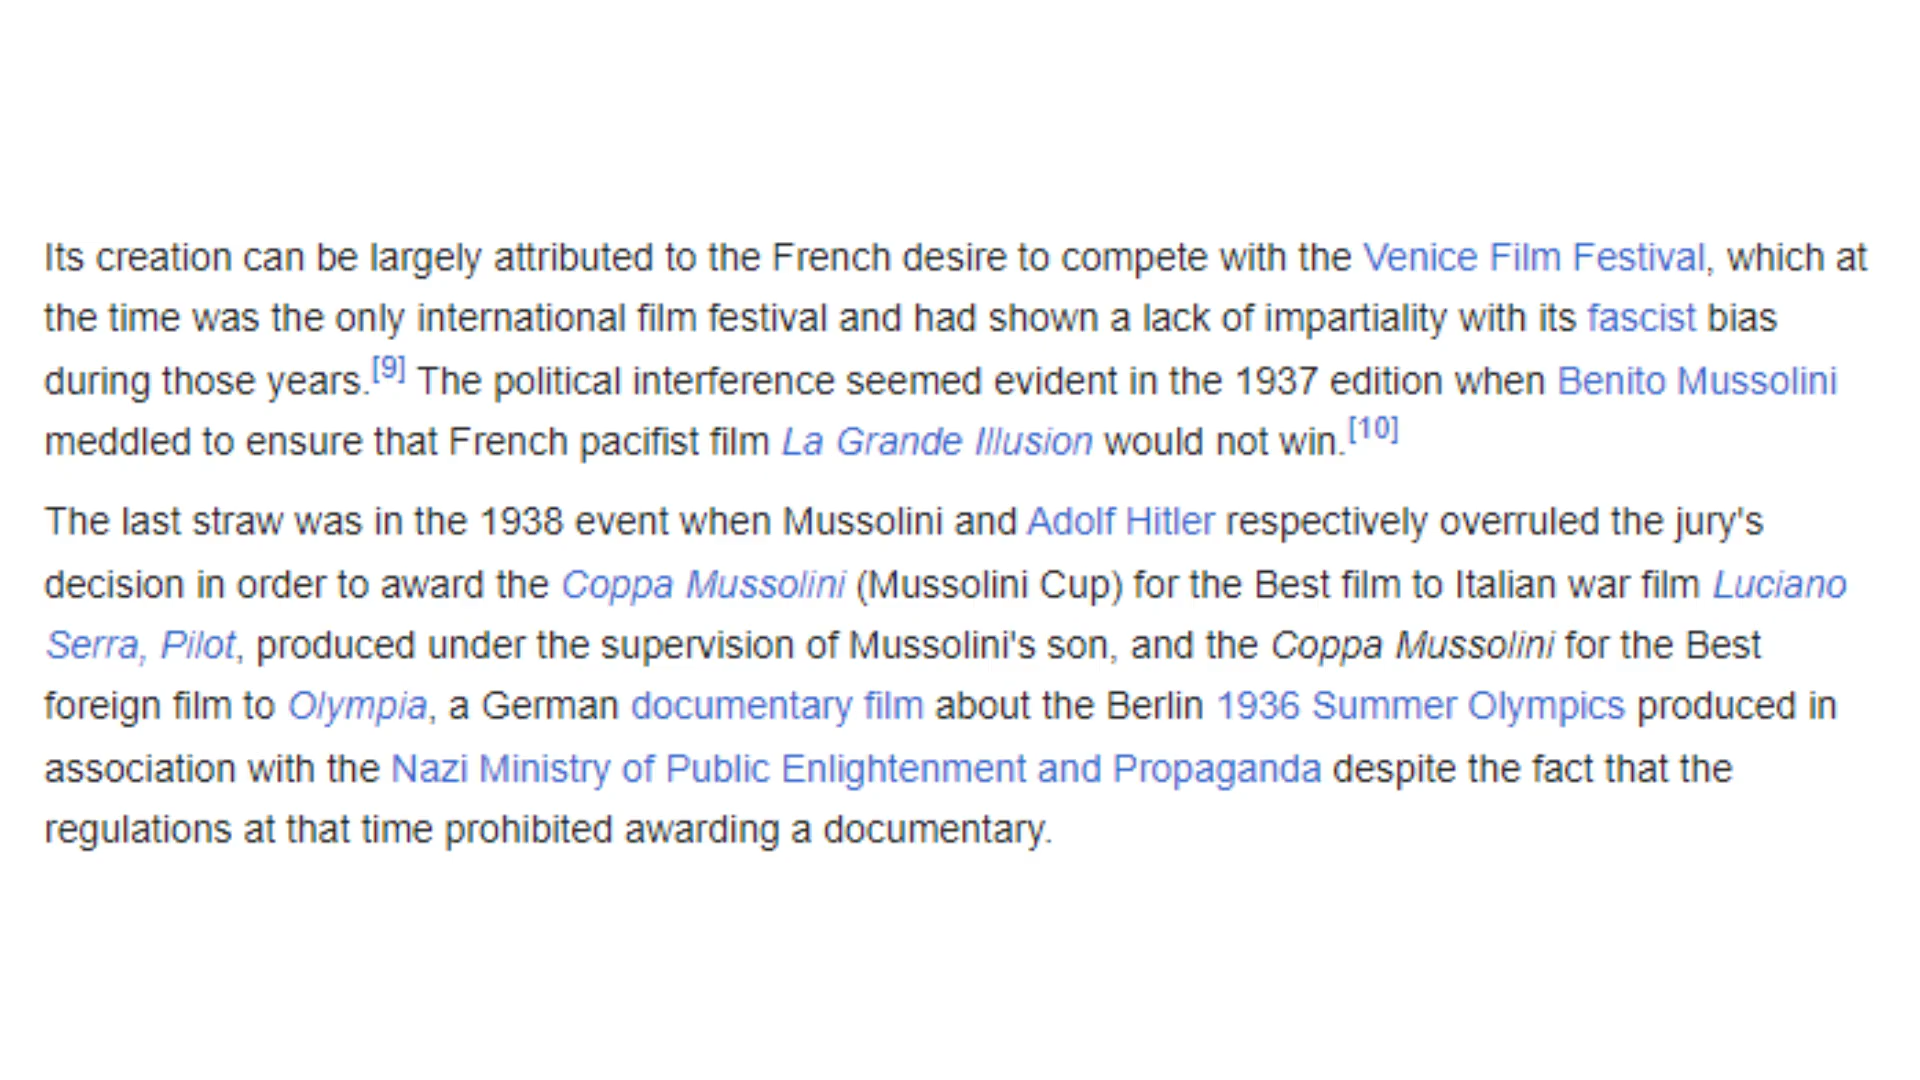 Its creation can be largely attributed to the French desire to compete with the Venice Film Festival, which at
the time was the only international film festival and had shown a lack of impartiality with its fascist bias
during those years.[9] The political interference seemed evident in the 1937 edition when Benito Mussolini
meddled to ensure that French pacifist film La Grande Illusion would not win.[10]
The last straw was in the 1938 event when Mussolini and Adolf Hitler respectively overruled the jury's
decision in order to award the Coppa Mussolini (Mussolini Cup) for the Best film to Italian war film Luciano
Serra, Pilot, produced under the supervision of Mussolini's son, and the Coppa Mussolini for the Best
foreign film to Olympia, a German documentary film about the Berlin 1936 Summer Olympics produced in
association with the Nazi Ministry of Public Enlightenment and Propaganda despite the fact that the
regulations at that time prohibited awarding a documentary.